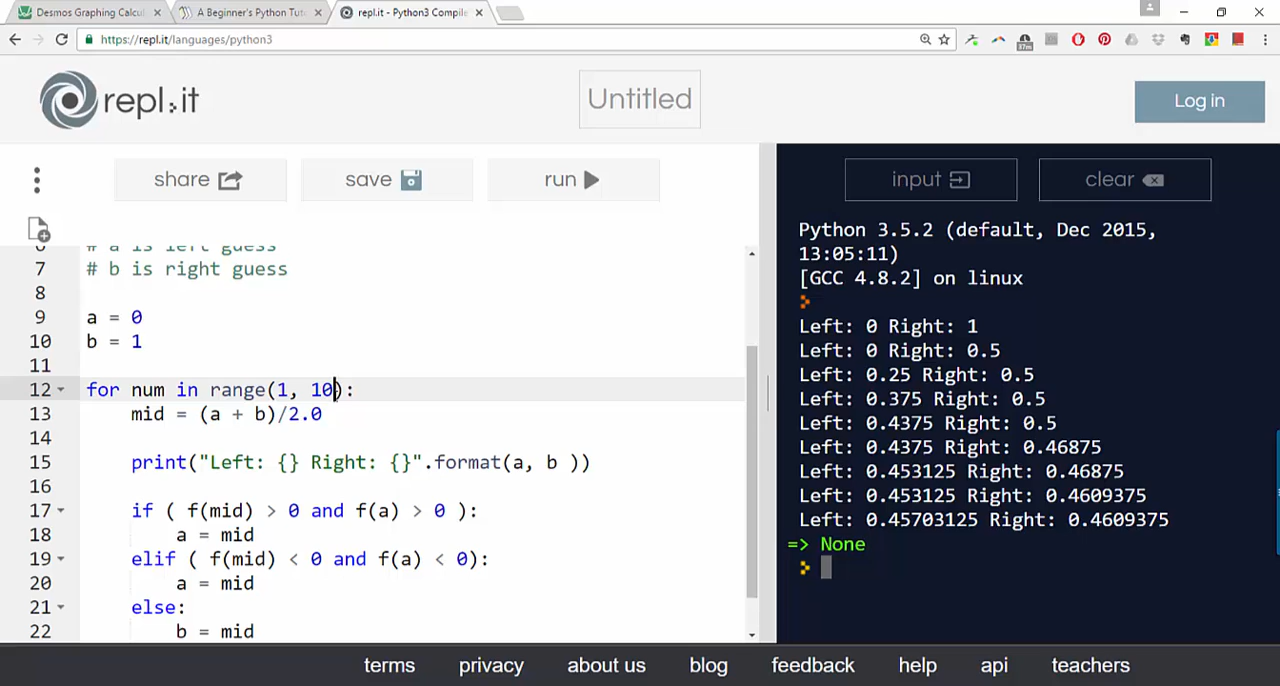 Desmos Graphing Calcul
A Beginner's Python Tuto
repl.it - Python3 Compile
https://repl.it/languages/python3
37m
repl.it
Untitled
Log in
share
save
run
input
clear
6 # a is left guess
7 # b is right guess
8
9 a = 0
10 b = 1
11
12 for num in range(1, 10):
13 mid = (a + b)/2.0
14
15 print("Left: {} Right: {}".format(a, b ))
16
17 if ( f(mid) > 0 and f(a) > 0 ):
18 a = mid
19 elif ( f(mid) < 0 and f(a) < 0):
20 a = mid
21 else:
22 b = mid
Python 3.5.2 (default, Dec 2015,
13:05:11)
[GCC 4.8.2] on linux
Left: 0 Right: 1
Left: 0 Right: 0.5
Left: 0.25 Right: 0.5
Left: 0.375 Right: 0.5
Left: 0.4375 Right: 0.5
Left: 0.4375 Right: 0.46875
Left: 0.453125 Right: 0.46875
Left: 0.453125 Right: 0.4609375
Left: 0.45703125 Right: 0.4609375
=> None
terms
privacy
about us
blog
feedback
help
api
teachers